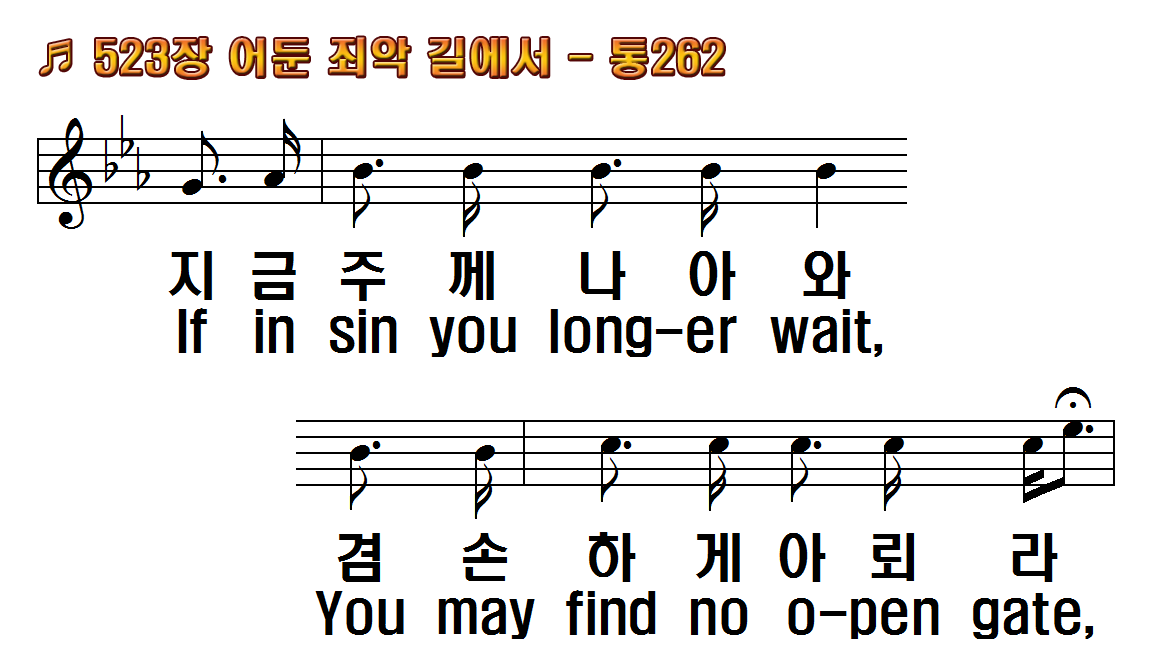 ♬ 523장 어둔 죄악 길에서 - 통262
지 금 주 께 나 아 와
If in sin you long-er wait,
겸 손 하 게 아 뢰 라
You may find no o-pen gate,